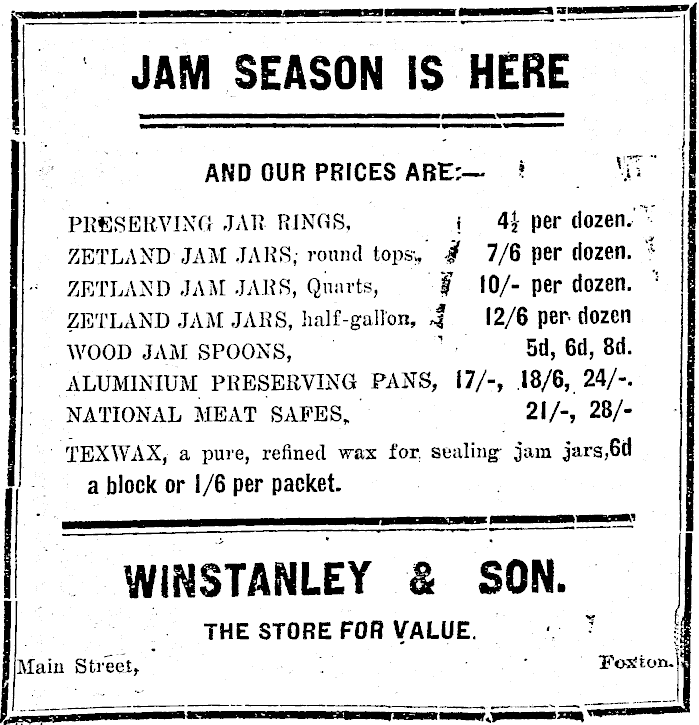 JAM SEASON IS HERE
AND OUR PRICES ARE:—
PRESERVING JAR RINGS, 4½ per dozen.
ZETLAND JAM JARS, round tops, 7/6 per dozen.
ZETLAND JAM JARS, Quarts, 10/- per dozen.
ZETLAND JAM JARS, half-gallon, 12/6 per dozen
WOOD JAM SPOONS, 5d, 6d, 8d.
ALUMINIUM PRESERVING PANS, 17/-, 18/6, 24/-.
NATIONAL MEAT SAFES, 21/-, 28/-
TEXWAX, a pure, refined wax for sealing jam jars,6d
a block or 1/6 per packet.
WINSTANLEY & SON.
THE STORE FOR VALUE.
Main Street, Foxton.